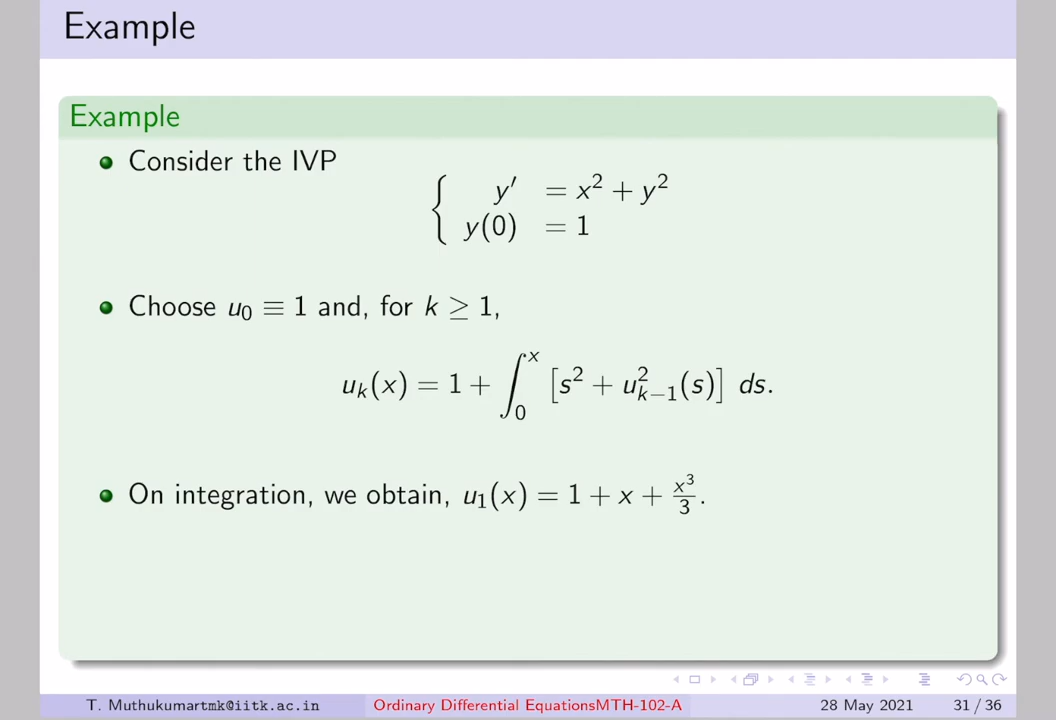 Example
Example
Consider the IVP
{ y′ = x² + y²
y(0) = 1
Choose u₀ ≡ 1 and, for k ≥ 1,
uₖ(x) = 1 + ∫₀ˣ [s² + u²ₖ₋₁(s)] ds.
On integration, we obtain, u₁(x) = 1 + x + x³/3.
T. Muthukumartmk@iitk.ac.in Ordinary Differential EquationsMTH-102-A 28 May 2021 31 / 36